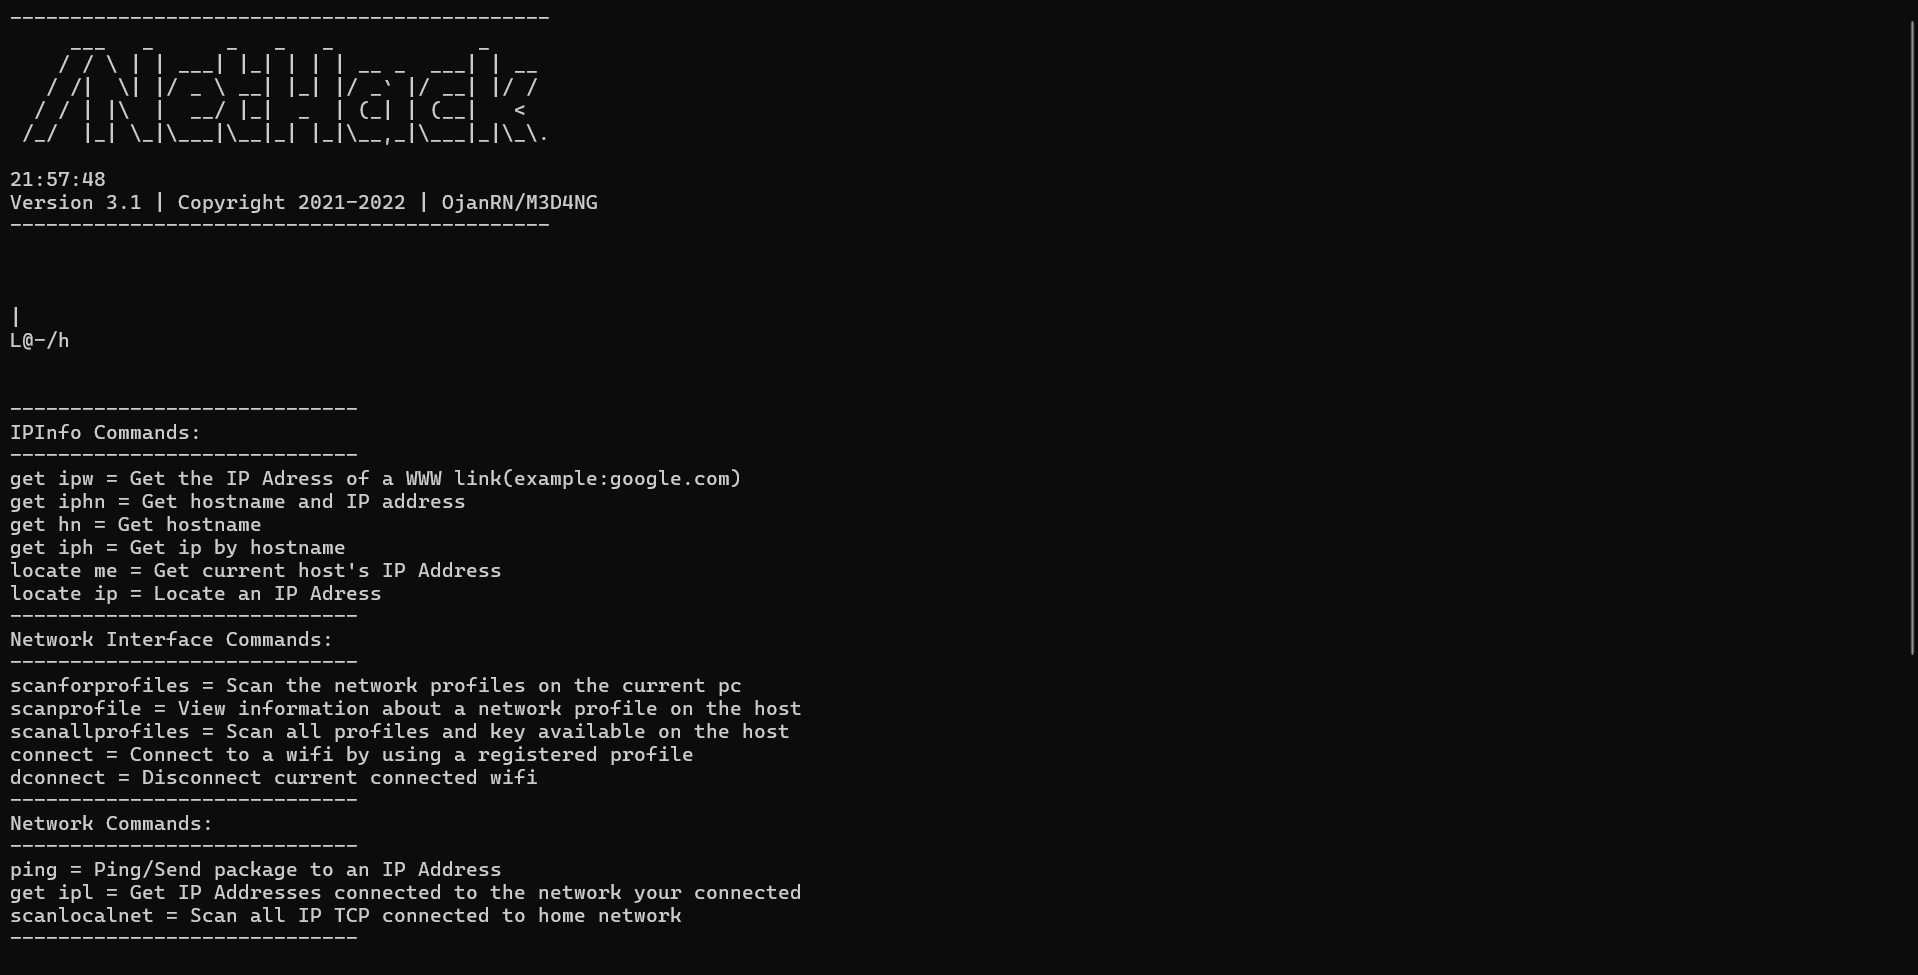 ---------------------------------------------
     ___   _      _   _   _            _
    / / \ | | ___| |_| | | | __ _  ___| | __
   / /|  \| |/ _ \ __| |_| |/ _` |/ __| |/ /
  / / | |\  |  __/ |_|  _  | (_| | (__|   <
 /_/  |_| \_|\___|\__|_| |_|\__,_|\___|_|\_\.
21:57:48
Version 3.1 | Copyright 2021-2022 | OjanRN/M3D4NG
---------------------------------------------
|
L@-/h
-----------------------------
IPInfo Commands:
-----------------------------
get ipw = Get the IP Adress of a WWW link(example:google.com)
get iphn = Get hostname and IP address
get hn = Get hostname
get iph = Get ip by hostname
locate me = Get current host's IP Address
locate ip = Locate an IP Adress
-----------------------------
Network Interface Commands:
-----------------------------
scanforprofiles = Scan the network profiles on the current pc
scanprofile = View information about a network profile on the host
scanallprofiles = Scan all profiles and key available on the host
connect = Connect to a wifi by using a registered profile
dconnect = Disconnect current connected wifi
-----------------------------
Network Commands:
-----------------------------
ping = Ping/Send package to an IP Address
get ipl = Get IP Addresses connected to the network your connected
scanlocalnet = Scan all IP TCP connected to home network
-----------------------------